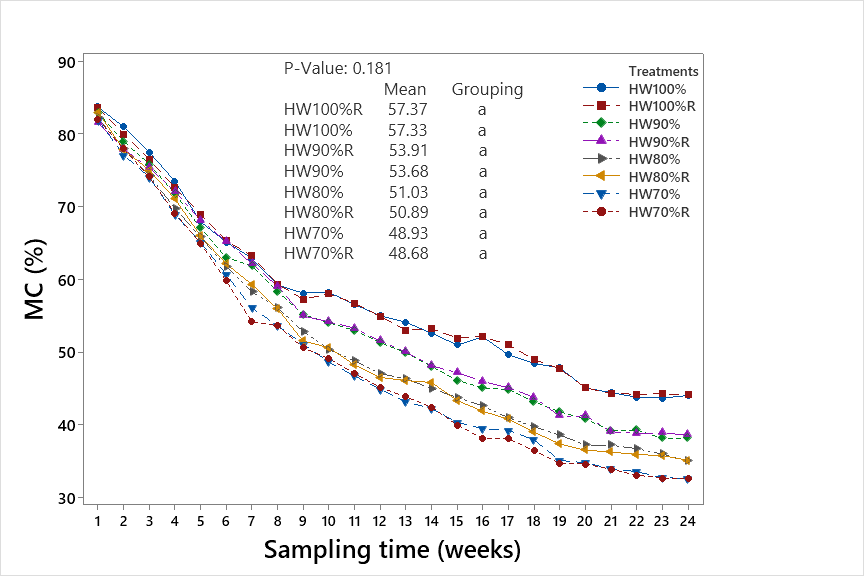 P-Value: 0.181
Mean Grouping
HW100%R 57.37 a
HW100% 57.33 a
HW90%R 53.91 a
HW90% 53.68 a
HW80% 51.03 a
HW80%R 50.89 a
HW70% 48.93 a
HW70%R 48.68 a
Treatments
HW100%
HW100%R
HW90%
HW90%R
HW80%
HW80%R
HW70%
HW70%R
MC (%)
90
80
70
60
50
40
30
1 2 3 4 5 6 7 8 9 10 11 12 13 14 15 16 17 18 19 20 21 22 23 24
Sampling time (weeks)